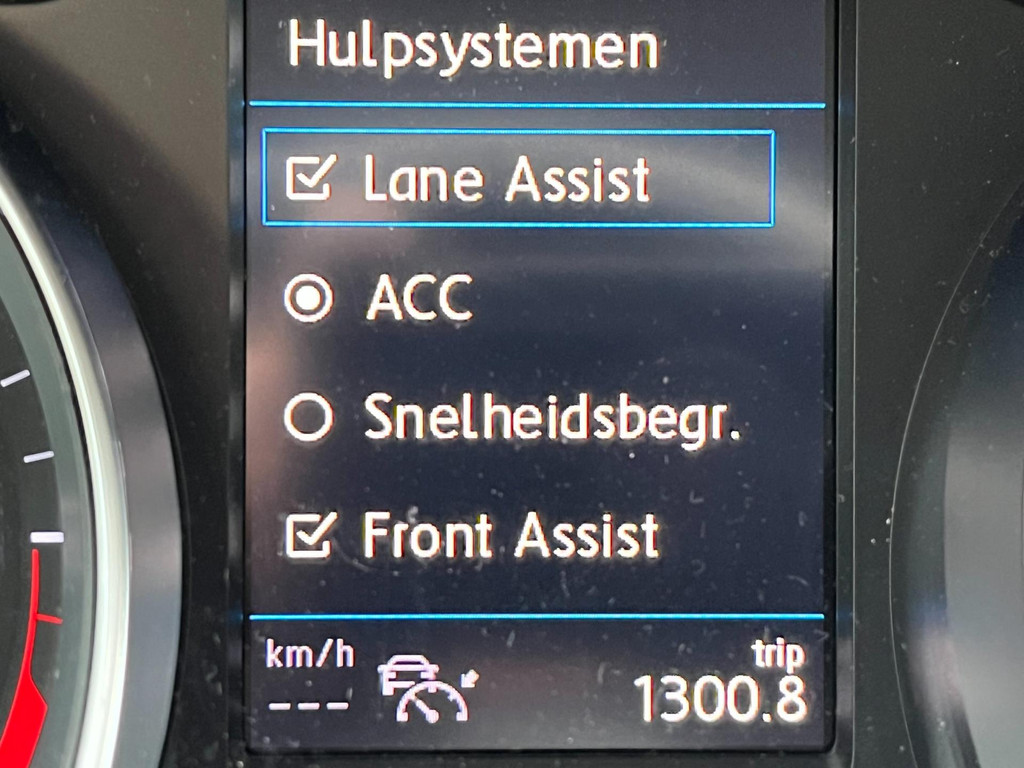 Hulpsystemen
Lane Assist
ACC
Snelheidsbegr.
Front Assist
km/h
trip
---
1300.8